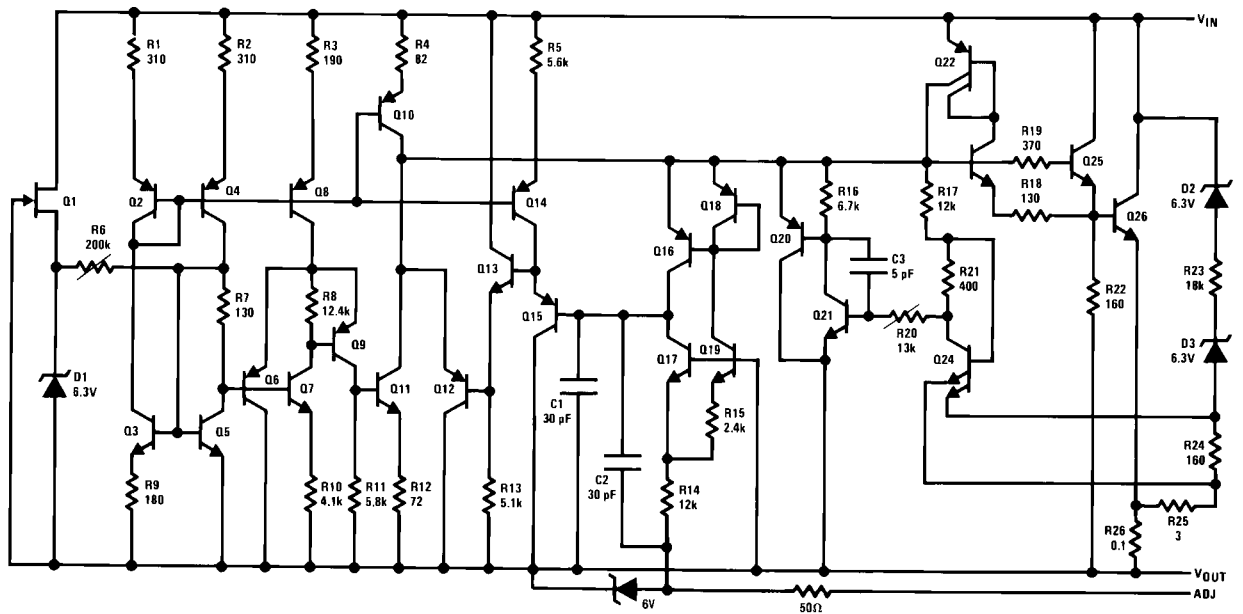 R1
310
R2
310
R3
190
R4
82
R5
5.6k
VIN
Q22
Q10
R19
370
Q25
Q1
Q2
Q4
Q8
Q14
Q18
R16
6.7k
R17
12k
R18
130
Q26
D2
6.3V
R6
200k
Q16
Q20
Q13
C3
5 pF
R7
130
R8
12.4k
Q15
R21
400
R22
160
R23
18k
Q9
Q21
R20
13k
Q17
Q19
D1
6.3V
Q6
Q7
Q11
Q12
Q24
D3
6.3V
C1
30 pF
R15
2.4k
Q3
Q5
R24
160
C2
30 pF
R9
180
R10
4.1k
R11
5.8k
R12
72
R13
5.1k
R14
12k
R26
0.1
R25
3
VOUT
6V
50Ω
ADJ